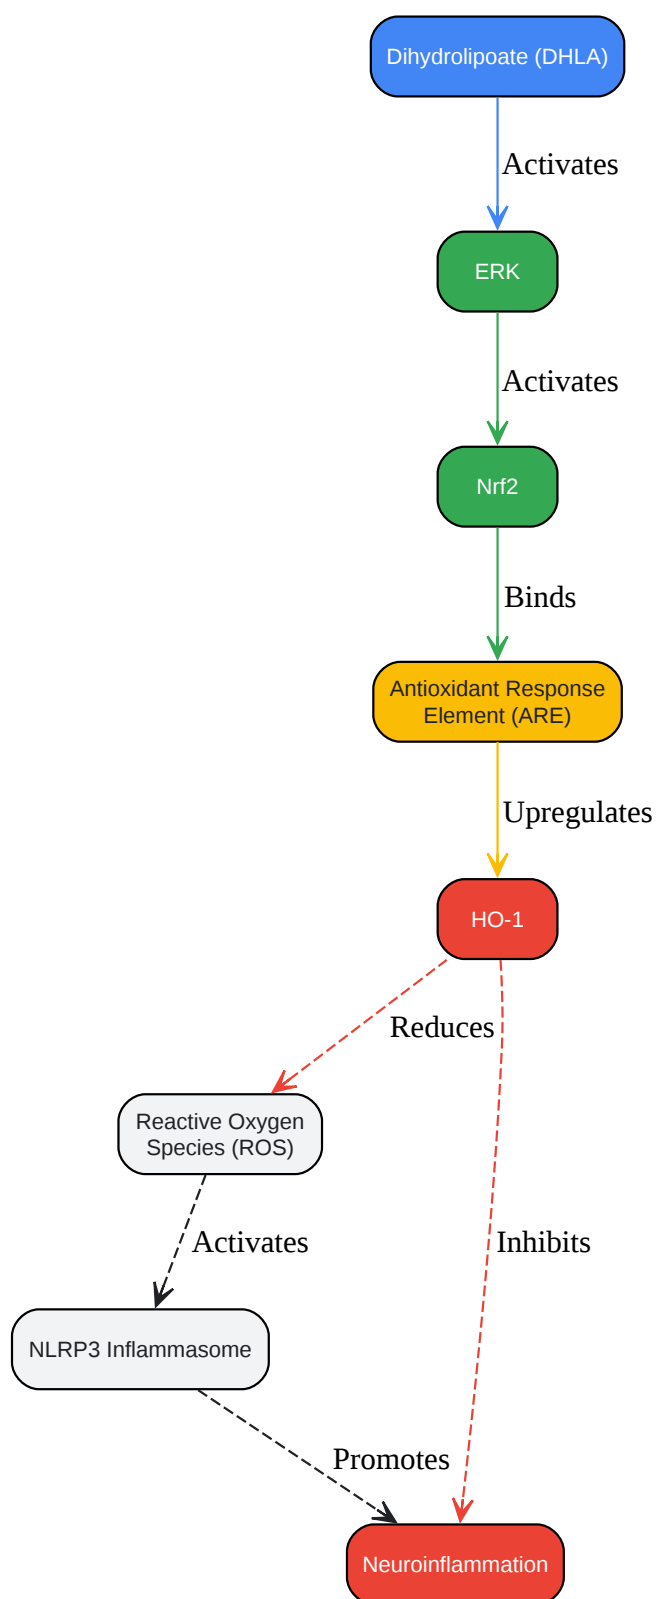 Dihydrolipoate (DHLA)
Activates
ERK
Activates
Nrf2
Binds
Antioxidant Response
Element (ARE)
Upregulates
HO-1
Reduces
Reactive Oxygen
Species (ROS)
Activates
Inhibits
NLRP3 Inflammasome
Promotes
Neuroinflammation